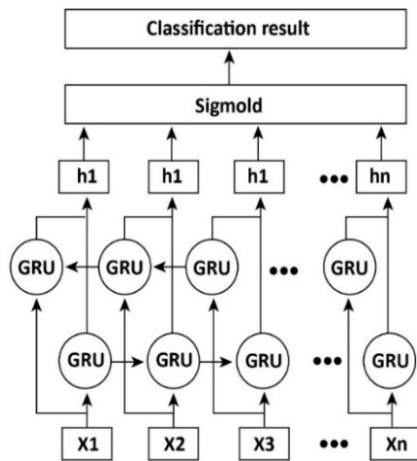 Classification result
Sigmold
h1 h1 h1 ••• hn
GRU GRU GRU ••• GRU
GRU GRU GRU ••• GRU
X1 X2 X3 ••• Xn